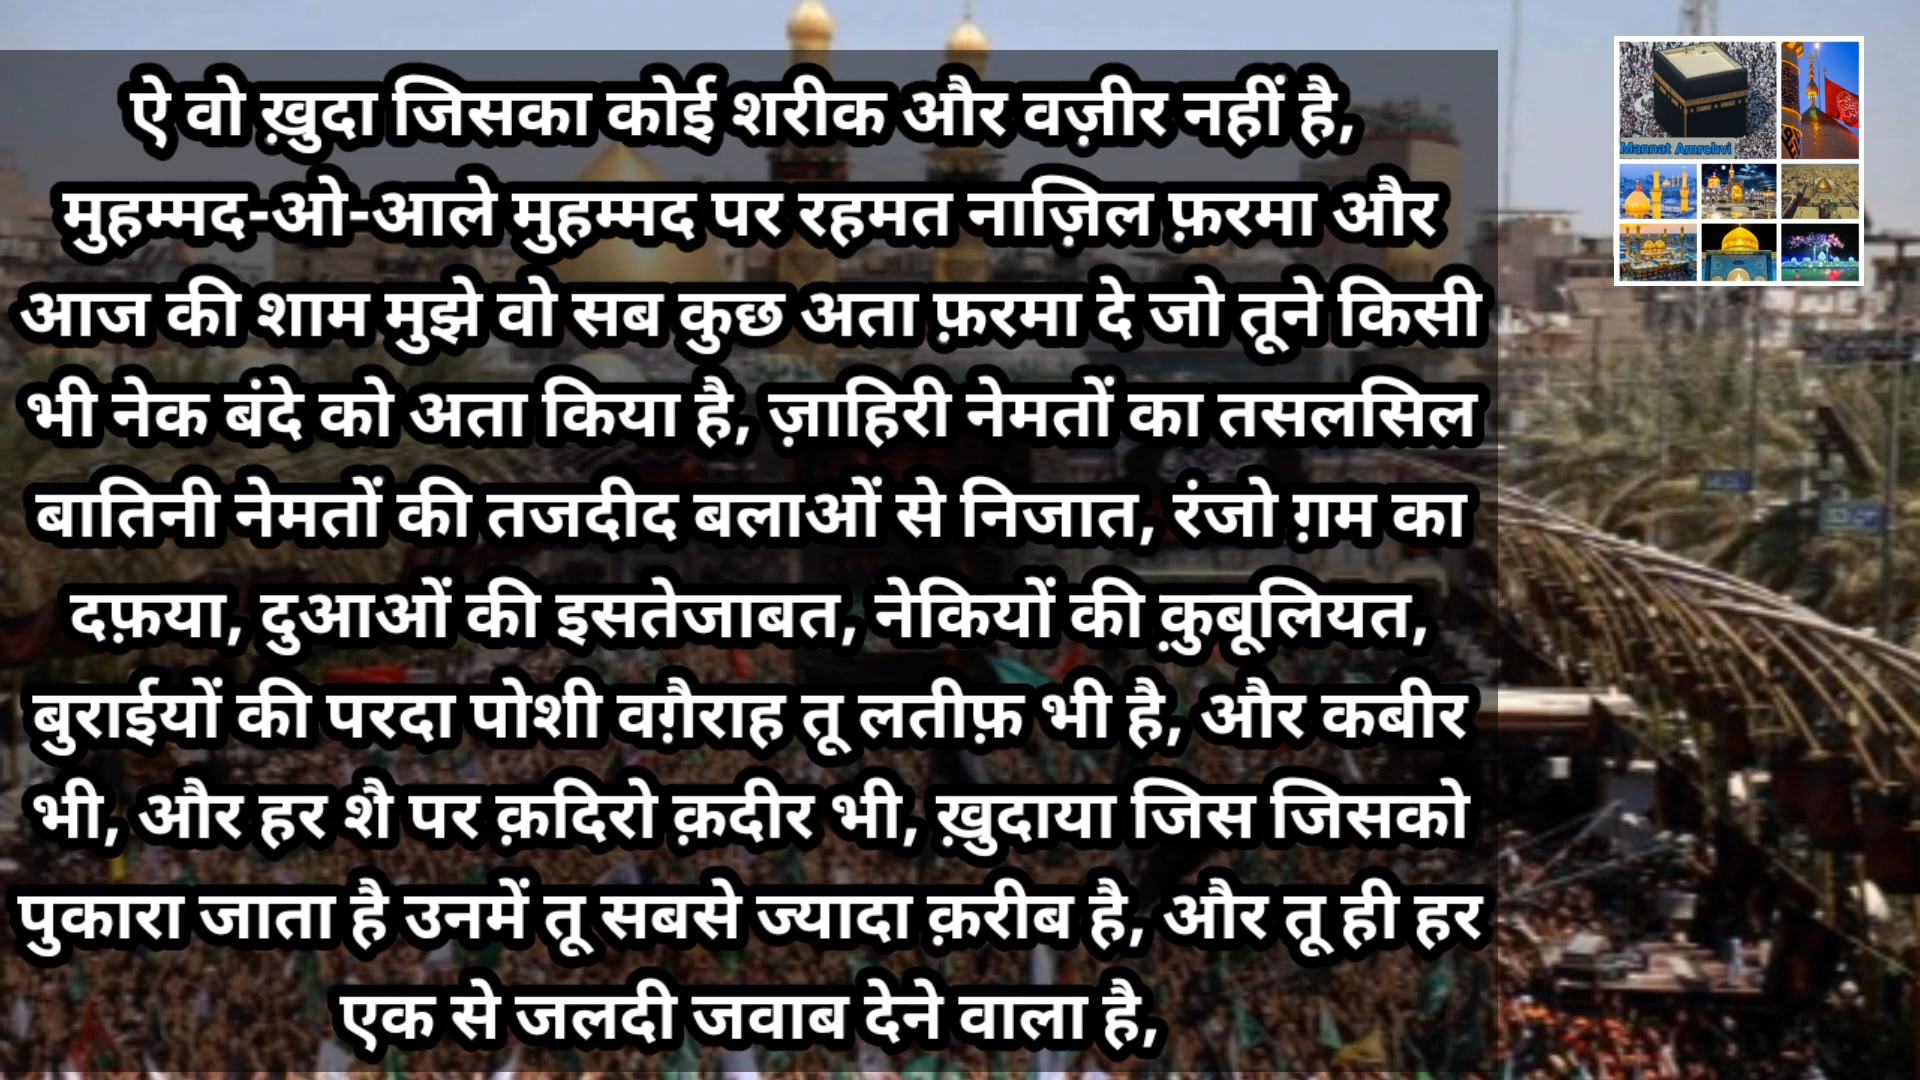 ऐ वो ख़ुदा जिसका कोई शरीक और वज़ीर नहीं है,
मुहम्मद-ओ-आले मुहम्मद पर रहमत नाज़िल फ़रमा और
आज की शाम मुझे वो सब कुछ अता फ़रमा दे जो तूने किसी
भी नेक बंदे को अता किया है, ज़ाहिरी नेमतों का तसलसिल
बातिनी नेमतों की तजदीद बलाओं से निजात, रंजो ग़म का
दफ़या, दुआओं की इसतेजाबत, नेकियों की क़ुबूलियत,
बुराईयों की परदा पोशी वग़ैराह तू लतीफ़ भी है, और कबीर
भी, और हर शै पर क़दिरो क़दीर भी, ख़ुदाया जिस जिसको
पुकारा जाता है उनमें तू सबसे ज्यादा क़रीब है, और तू ही हर
एक से जलदी जवाब देने वाला है,
Mannat Amrohvi